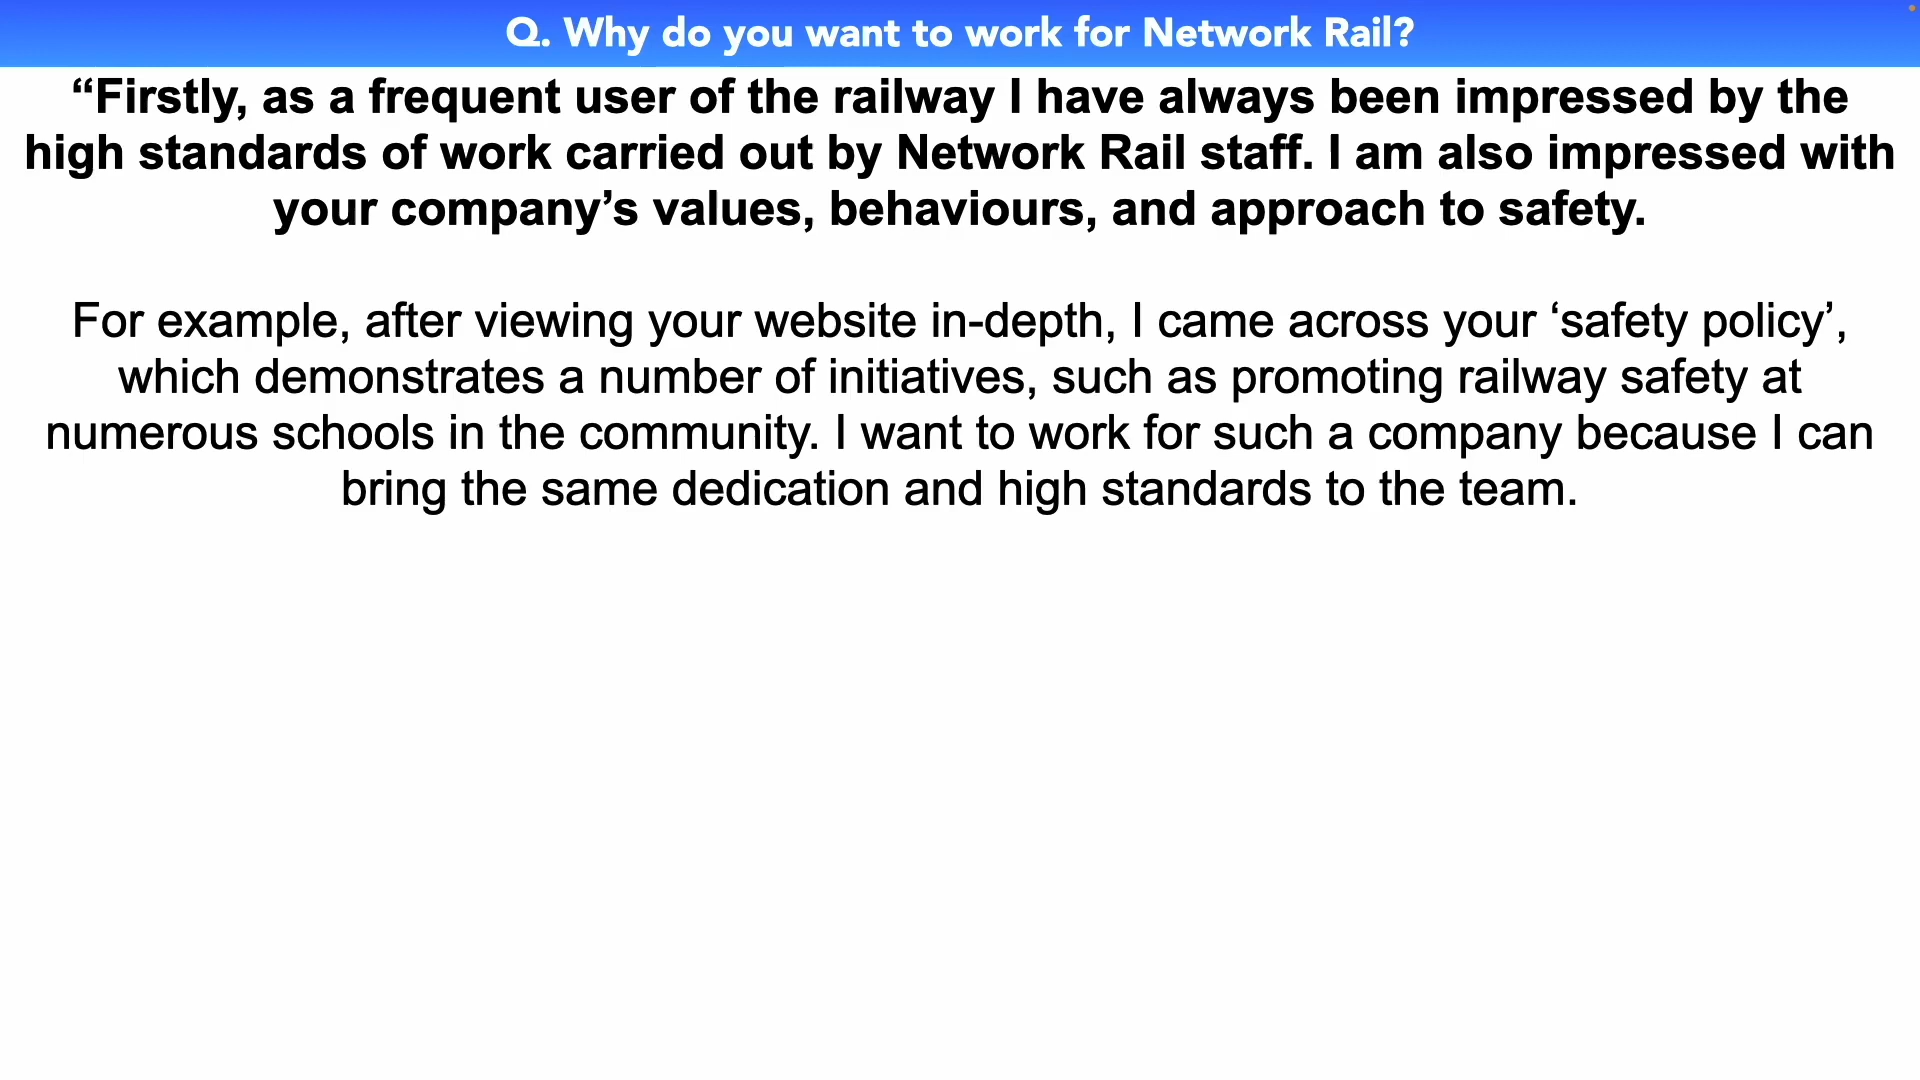 Q. Why do you want to work for Network Rail?
“Firstly, as a frequent user of the railway I have always been impressed by the
high standards of work carried out by Network Rail staff. I am also impressed with
your company’s values, behaviours, and approach to safety.
For example, after viewing your website in-depth, I came across your ‘safety policy’,
which demonstrates a number of initiatives, such as promoting railway safety at
numerous schools in the community. I want to work for such a company because I can
bring the same dedication and high standards to the team.